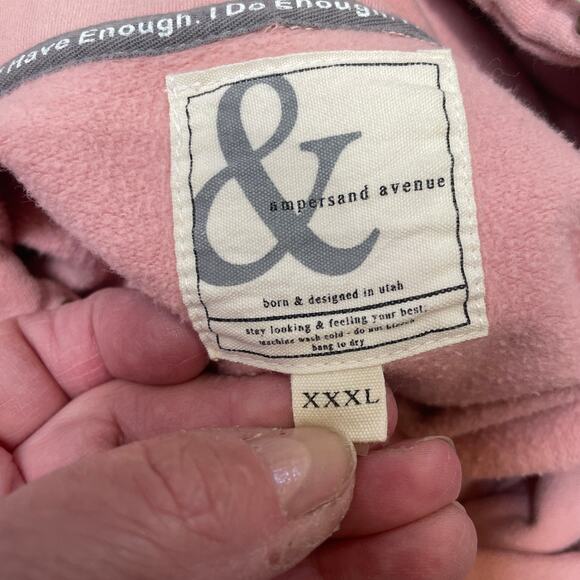 Have Enough. I Do Enough.
&
ampersand avenue
born & designed in utah
stay looking & feeling your best.
machine wash cold - do not bleach
hang to dry
XXXL